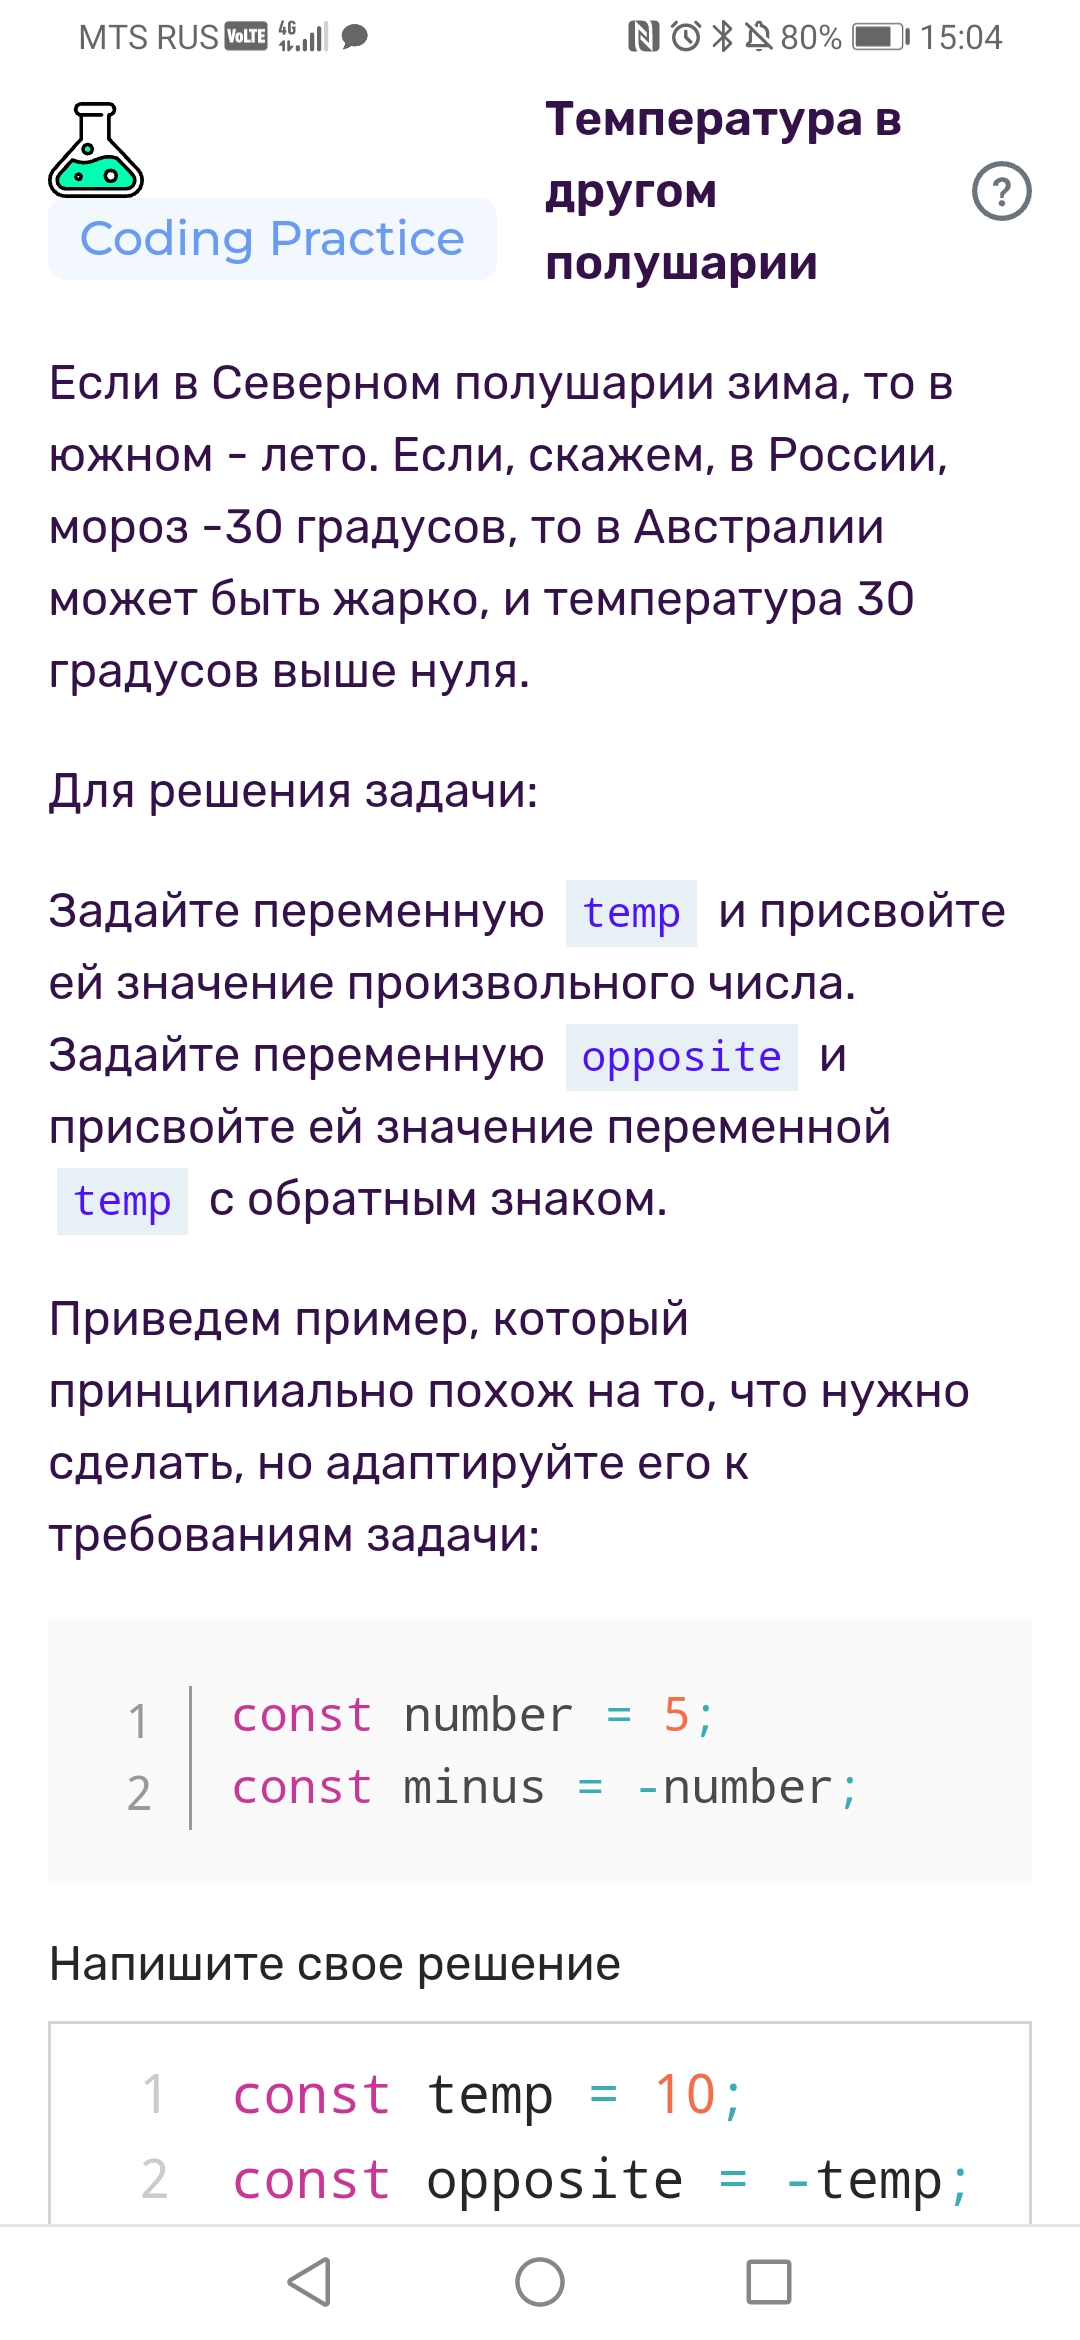 MTS RUS VoLTE 4G 80% 15:04
Температура в
другом
полушарии
?
Coding Practice
Если в Северном полушарии зима, то в
южном - лето. Если, скажем, в России,
мороз -30 градусов, то в Австралии
может быть жарко, и температура 30
градусов выше нуля.
Для решения задачи:
Задайте переменную temp и присвойте
ей значение произвольного числа.
Задайте переменную opposite и
присвойте ей значение переменной
temp с обратным знаком.
Приведем пример, который
принципиально похож на то, что нужно
сделать, но адаптируйте его к
требованиям задачи:
1 const number = 5;
2 const minus = -number;
Напишите свое решение
1 const temp = 10;
2 const opposite = -temp;